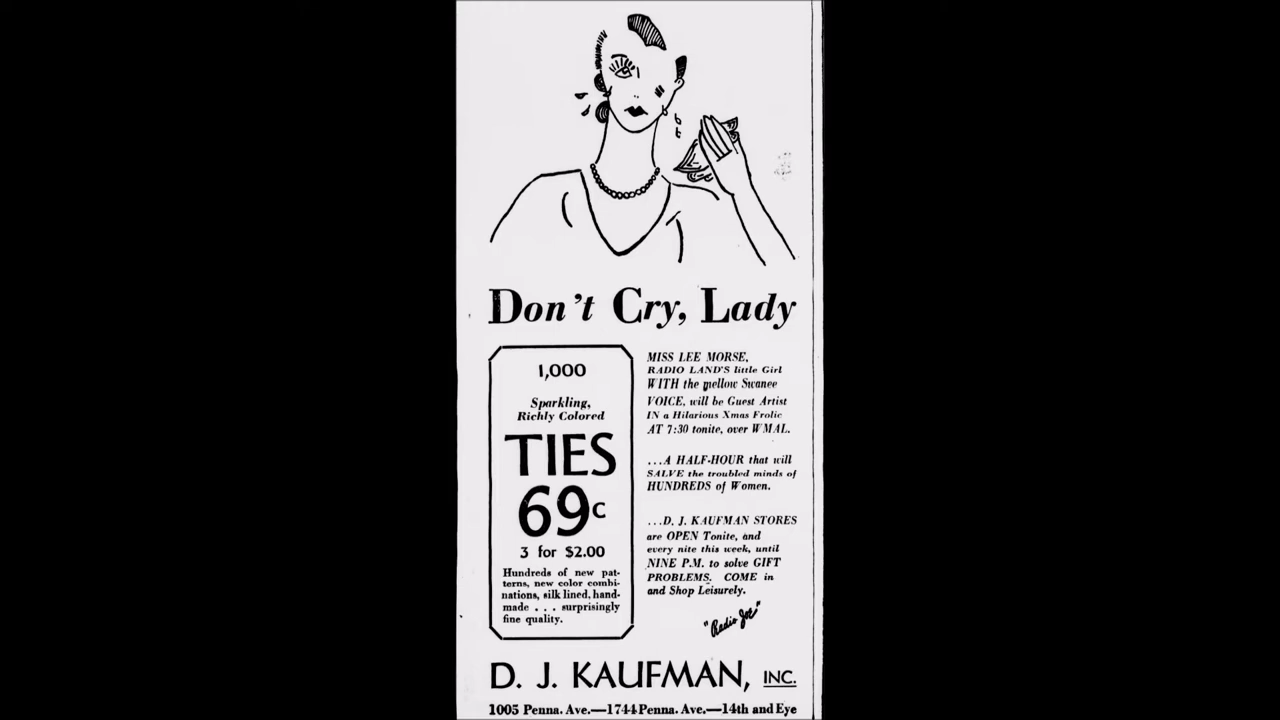 Don't Cry, Lady
1,000
Sparkling,
Richly Colored
TIES
69c
3 for $2.00
Hundreds of new pat-
terns, new color combi-
nations, silk lined, hand-
made . . . surprisingly
fine quality.
MISS LEE MORSE,
RADIO LAND'S little Girl
WITH the mellow Swanee
VOICE, will be Guest Artist
IN a Hilarious Xmas Frolic
AT 7:30 tonite, over WMAL.
...A HALF-HOUR that will
SALVE the troubled minds of
HUNDREDS of Women.
...D. J. KAUFMAN STORES
are OPEN Tonite, and
every nite this week, until
NINE P.M. to solve GIFT
PROBLEMS. COME in
and Shop Leisurely.
"Radio Joe"
D. J. KAUFMAN, INC.
1005 Penna. Ave.—1744 Penna. Ave.—14th and Eye